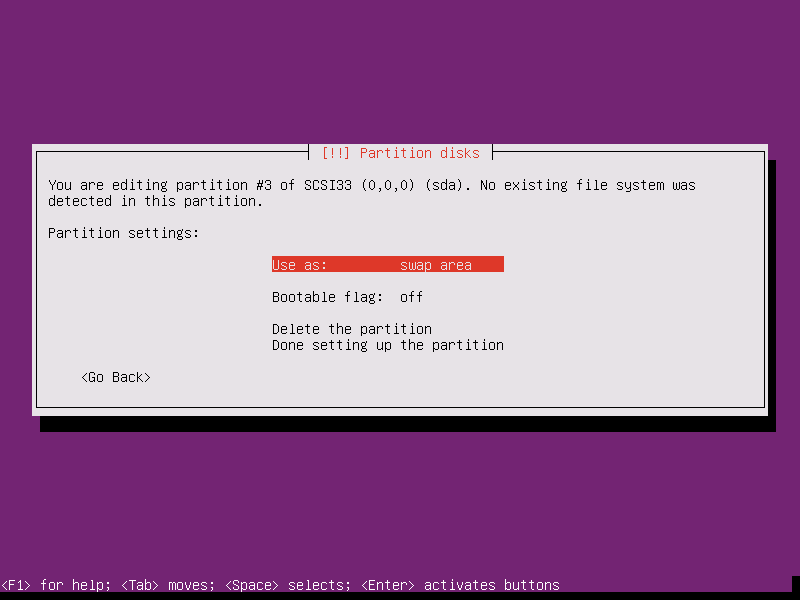 [!!] Partition disks
You are editing partition #3 of SCSI33 (0,0,0) (sda). No existing file system was
detected in this partition.
Partition settings:
Use as: swap area
Bootable flag: off
Delete the partition
Done setting up the partition
<Go Back>
<F1> for help; <Tab> moves; <Space> selects; <Enter> activates buttons